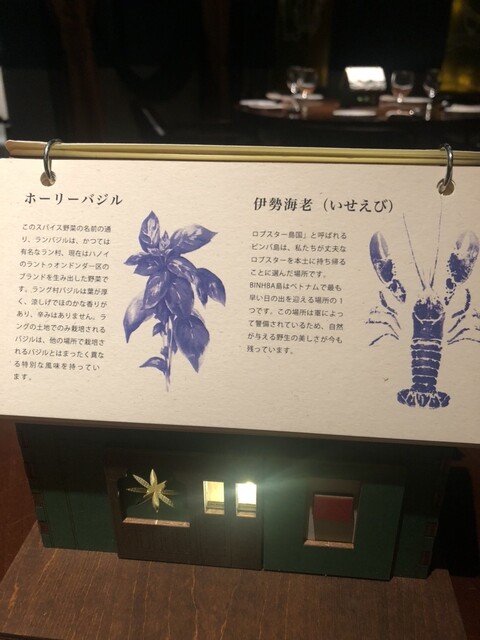 ホーリーバジル
このスパイス野菜の名前の通
り、ランバジルは、かつては
有名なラン村、現在はハノイ
のラントゥオンドンダー区の
ブランドを生み出した野菜で
す。ラング村バジルは葉が厚
く、涼しげでほのかな香りが
あり、辛みはありません。ラ
ングの土地でのみ栽培される
バジルは、他の場所で栽培さ
れるバジルとはまったく異な
る特別な風味を持ってい
ます。
伊勢海老（いせえび）
ロブスター島国」と呼ばれる
ビンバ島は、私たちが丈夫な
ロブスターを本土に持ち帰る
ことに選んだ場所です。
BINHBA島はベトナムで最も
早い日の出を迎える場所の 1
つです。この場所は軍によっ
て警備されているため、自然
が与える野生の美しさが今も
残っています。